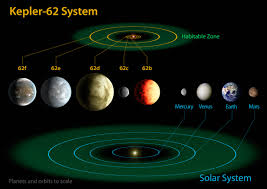 Kepler-62 System
Habitable Zone
62f 62e 62d 62c 62b
Mercury Venus Earth Mars
Planets and orbits to scale
Solar System